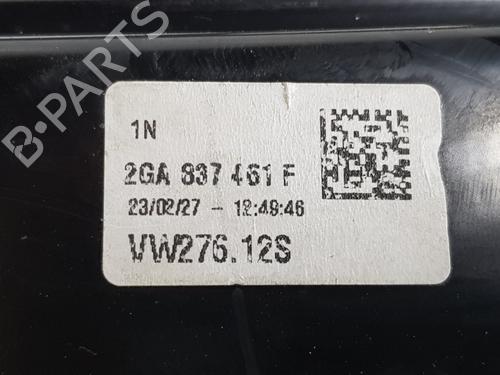 B-PARTS
1N
2GA 837 461 F
23/02/27 - 12:49:46
VW276.12S